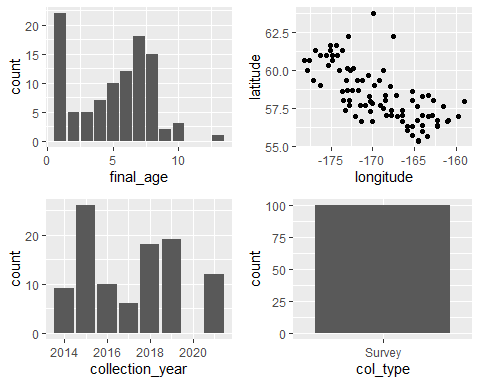 20
15
10
5
0
count
0 5 10
final_age
62.5
60.0
57.5
55.0
latitude
-175 -170 -165 -160
longitude
20
10
0
count
2014 2016 2018 2020
collection_year
100
75
50
25
0
count
Survey
col_type